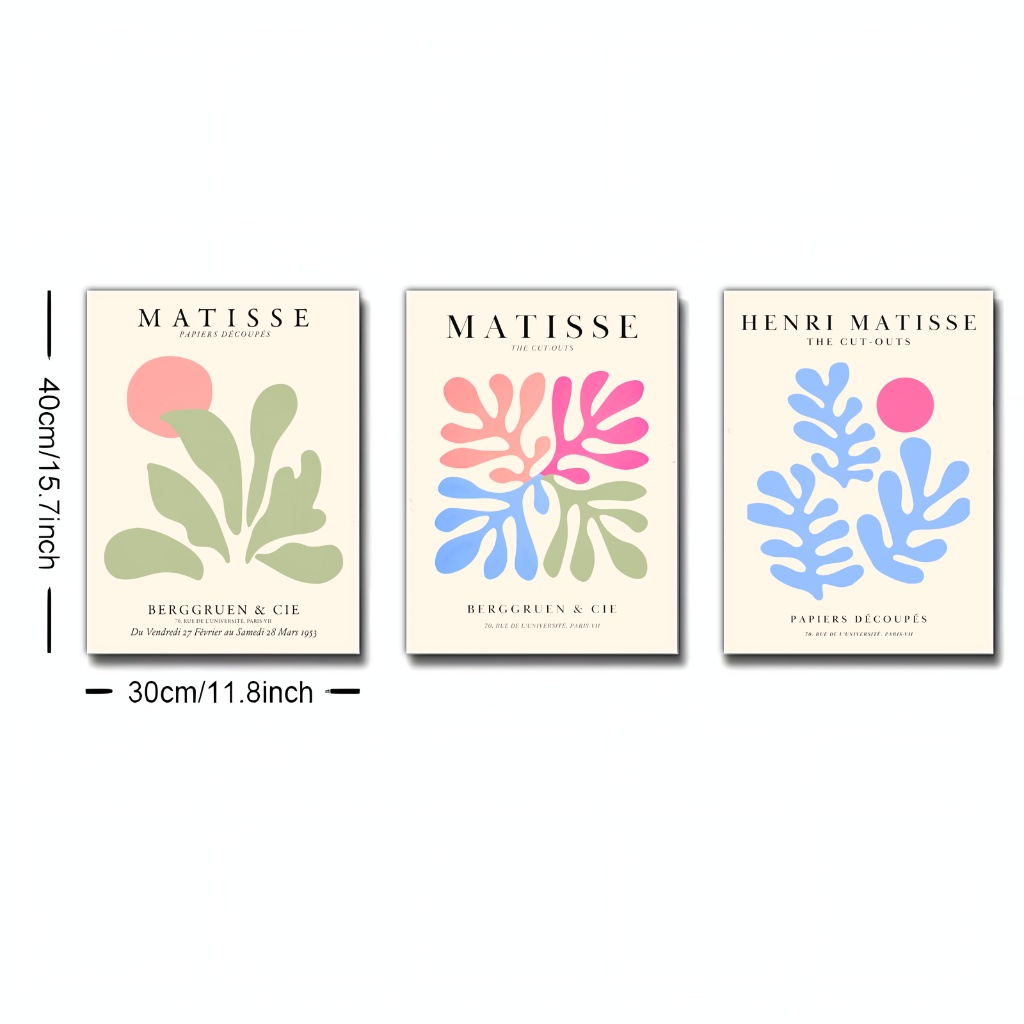 MATISSE
PAPIERS DÉCOUPÉS
BERGGRUEN & CIE
70, RUE DE L'UNIVERSITÉ, PARIS-VII
Du Vendredi 27 Février au Samedi 28 Mars 1953
MATISSE
THE CUT-OUTS
BERGGRUEN & CIE
70, RUE DE L'UNIVERSITÉ, PARIS-VII
HENRI MATISSE
THE CUT-OUTS
PAPIERS DÉCOUPÉS
70, RUE DE L'UNIVERSITÉ, PARIS-VII
40cm/15.7inch
30cm/11.8inch